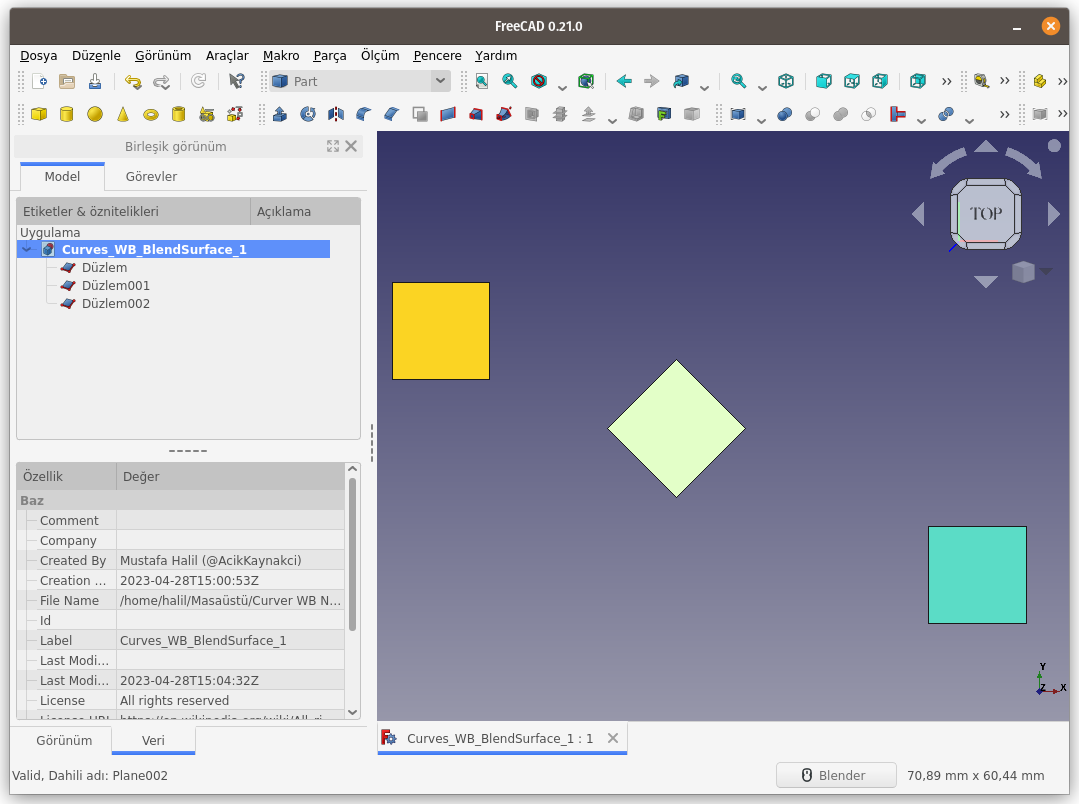 FreeCAD 0.21.0
Dosya Düzenle Görünüm Araçlar Makro Parça Ölçüm Pencere Yardım
Part
Birleşik görünüm
Model Görevler
Etiketler & öznitelikleri Açıklama
Uygulama
Curves_WB_BlendSurface_1
Düzlem
Düzlem001
Düzlem002
TOP
Özellik Değer
Baz
Comment
Company
Created By Mustafa Halil (@AcikKaynakci)
Creation ... 2023-04-28T15:00:53Z
File Name /home/halil/Masaüstü/Curver WB N...
Id
Label Curves_WB_BlendSurface_1
Last Modi...
Last Modi... 2023-04-28T15:04:32Z
License All rights reserved
Y
Z X
Görünüm Veri
Curves_WB_BlendSurface_1 : 1
Valid, Dahili adı: Plane002
Blender 70,89 mm x 60,44 mm